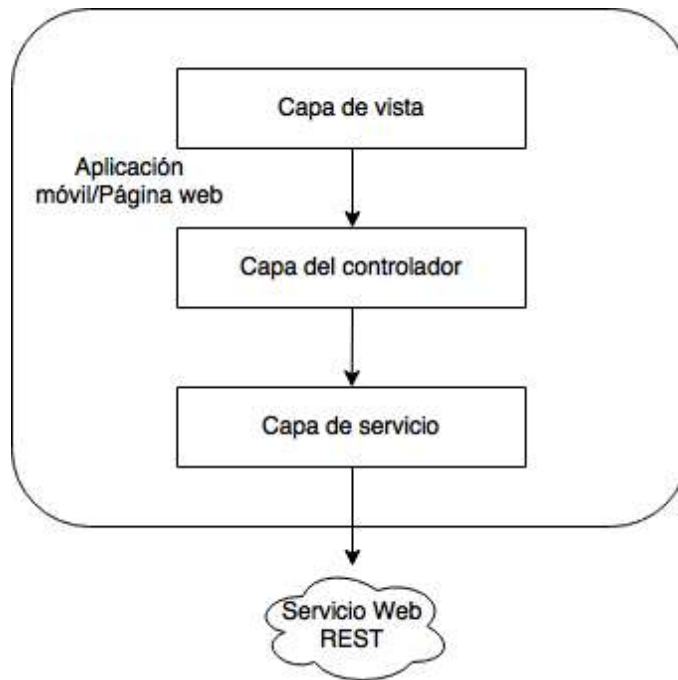 Capa de vista
Aplicación
móvil/Página web
Capa del controlador
Capa de servicio
Servicio Web
REST